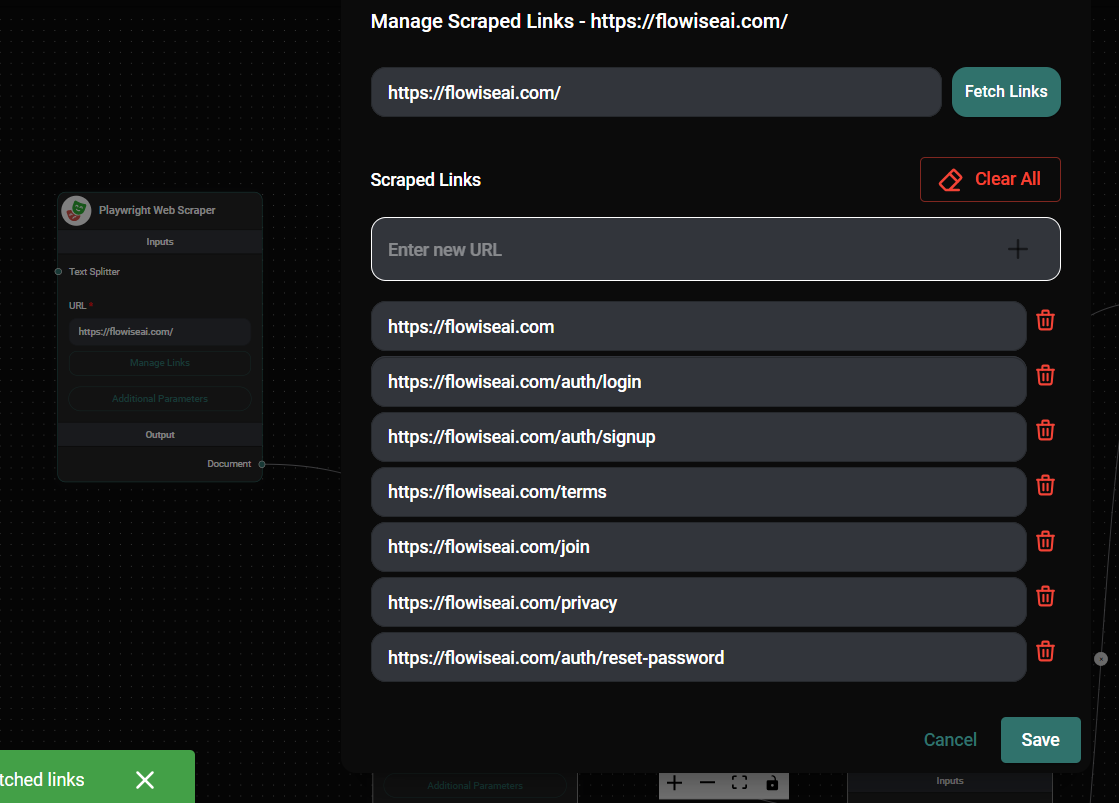 Manage Scraped Links - https://flowiseai.com/
https://flowiseai.com/
Fetch Links
Scraped Links
Clear All
Enter new URL
https://flowiseai.com
https://flowiseai.com/auth/login
https://flowiseai.com/auth/signup
https://flowiseai.com/terms
https://flowiseai.com/join
https://flowiseai.com/privacy
https://flowiseai.com/auth/reset-password
Cancel
Save
Playwright Web Scraper
Inputs
Text Splitter
URL *
https://flowiseai.com/
Manage Links
Additional Parameters
Output
Document
tched links
Additional Parameters
Inputs